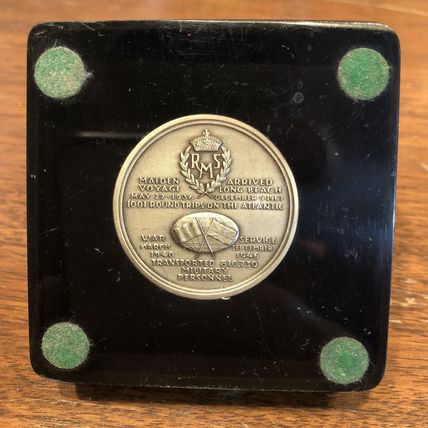 RMS
MAIDEN ARRIVED
VOYAGE LONG BEACH
MAY 27-1936 DECEMBER 9-1967
1001 ROUND TRIPS ON THE ATLANTIC
WAR SERVICE
MARCH SEPTEMBER
1940 1946
TRANSPORTED 810,730
MILITARY
PERSONNEL